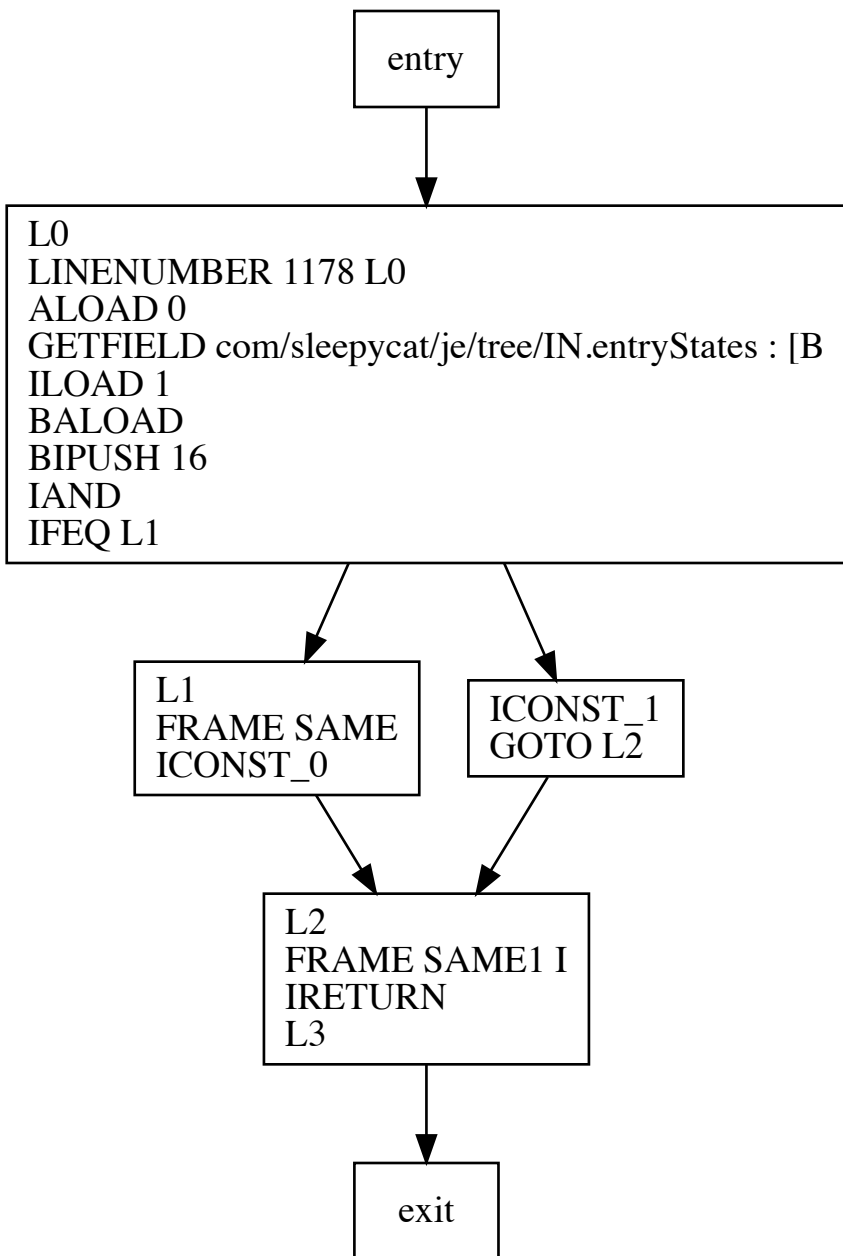 entry
L0
LINENUMBER 1178 L0
ALOAD 0
GETFIELD com/sleepycat/je/tree/IN.entryStates : [B
ILOAD 1
BALOAD
BIPUSH 16
IAND
IFEQ L1
L1
FRAME SAME
ICONST_0
ICONST_1
GOTO L2
L2
FRAME SAME1 I
IRETURN
L3
exit